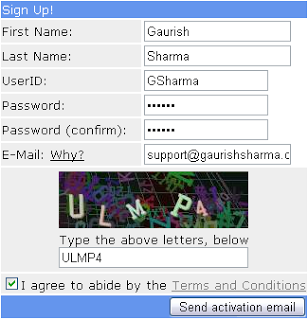 Sign Up!
First Name: Gaurish
Last Name: Sharma
UserID: GSharma
Password: ••••••
Password (confirm): ••••••
E-Mail: Why? support@gaurishsharma.c
ULMP4
Type the above letters, below
ULMP4
I agree to abide by the Terms and Conditions
Send activation email